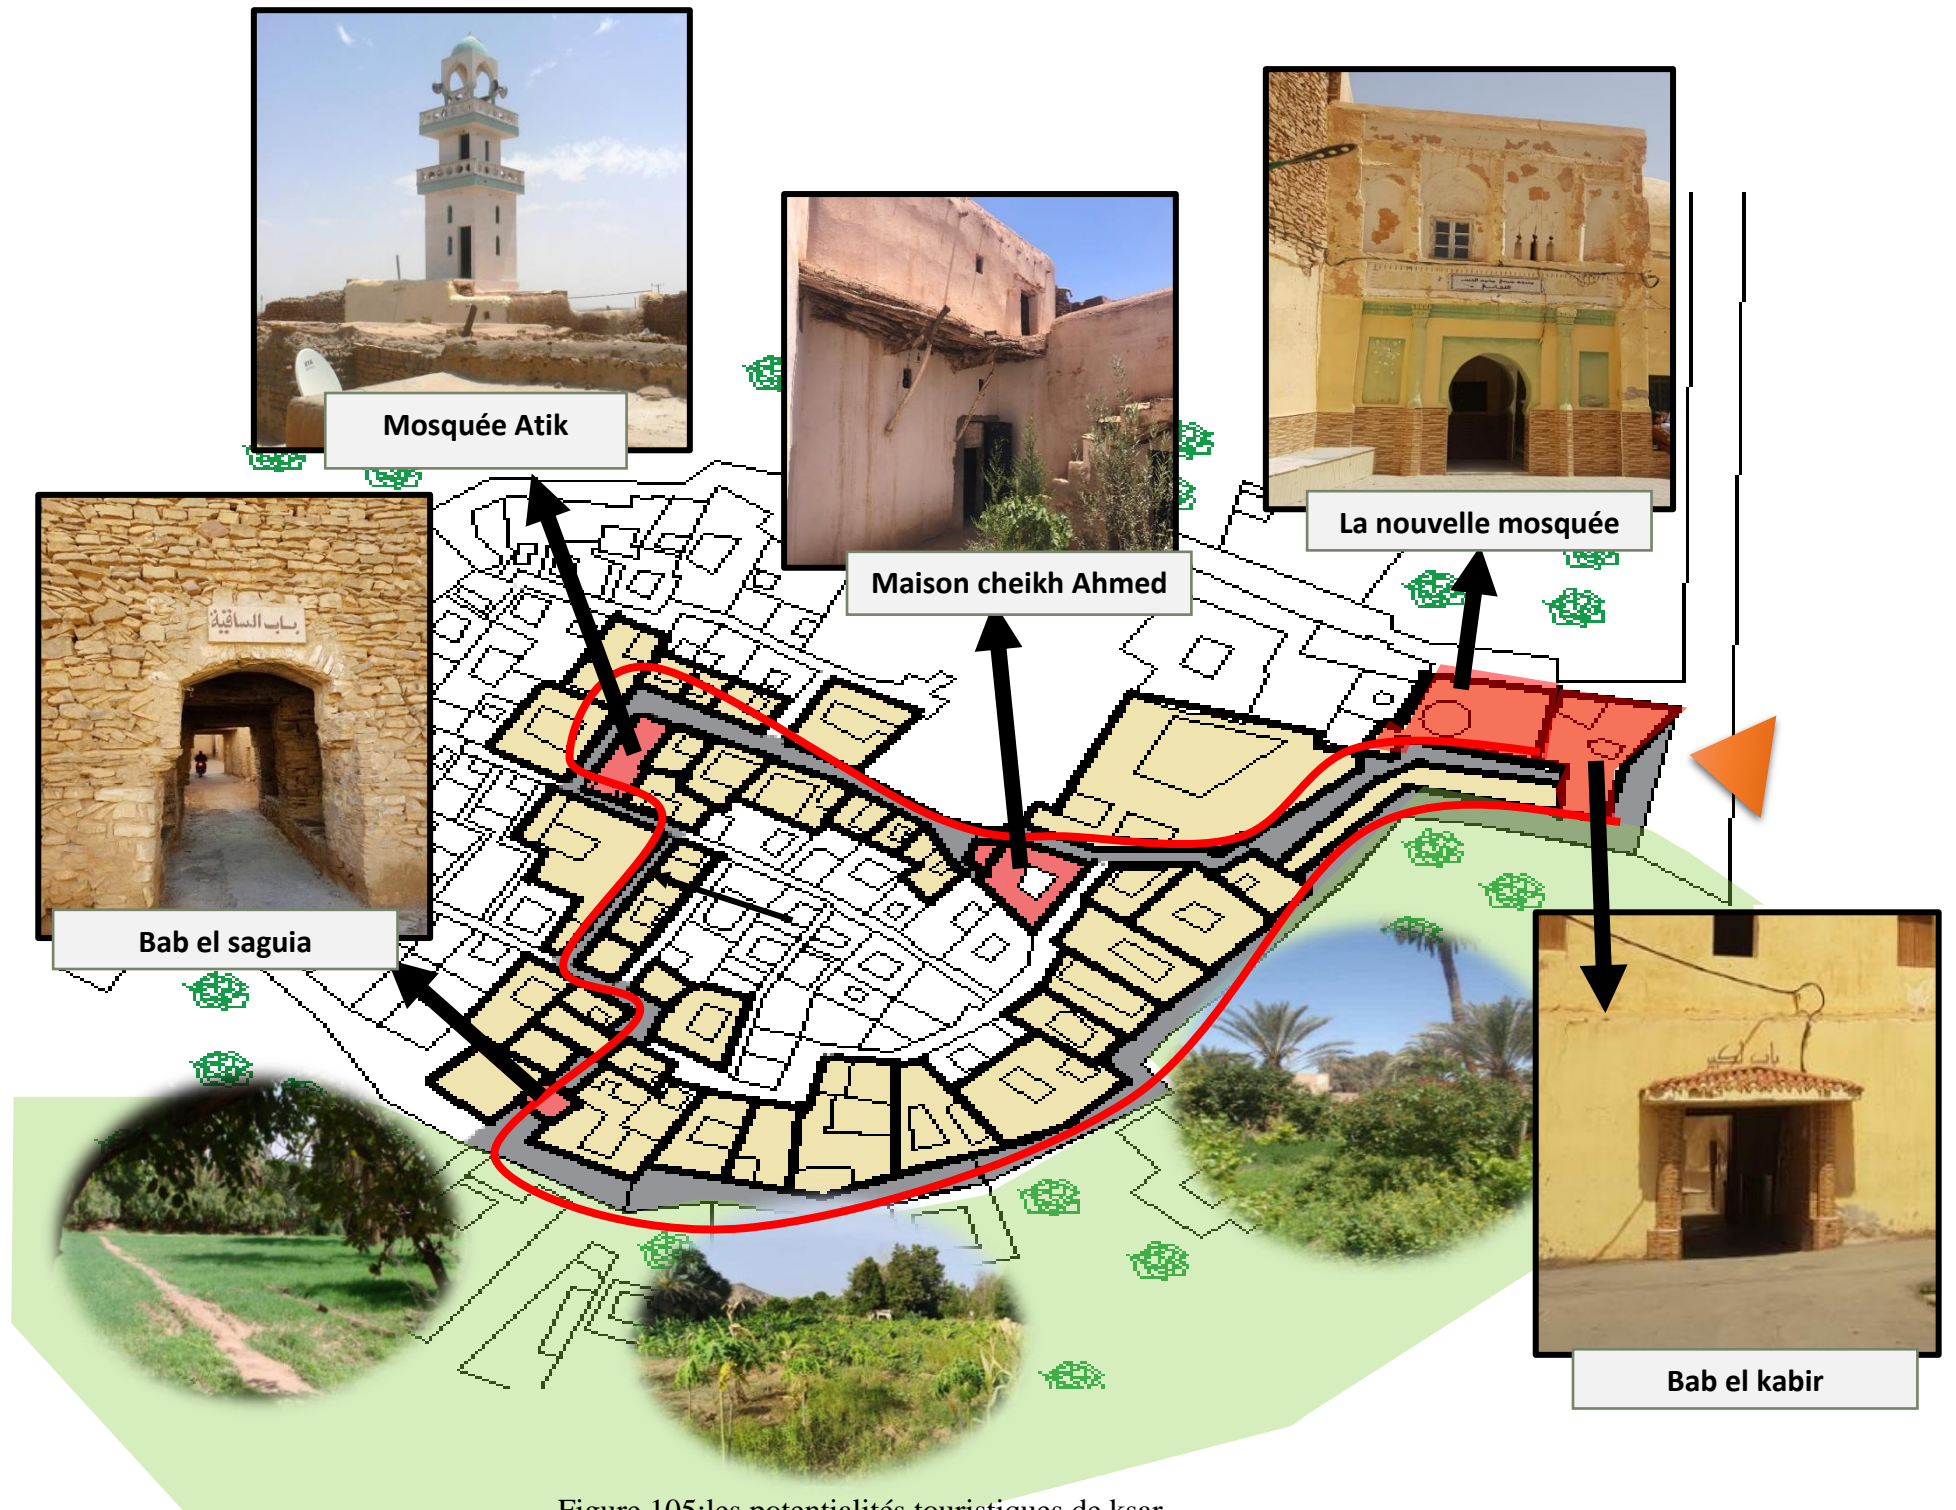 Mosquée Atik
Maison cheikh Ahmed
La nouvelle mosquée
باب الساقية
Bab el saguia
باب لكبير
Bab el kabir
Figure 105:les potentialités touristiques de ksar